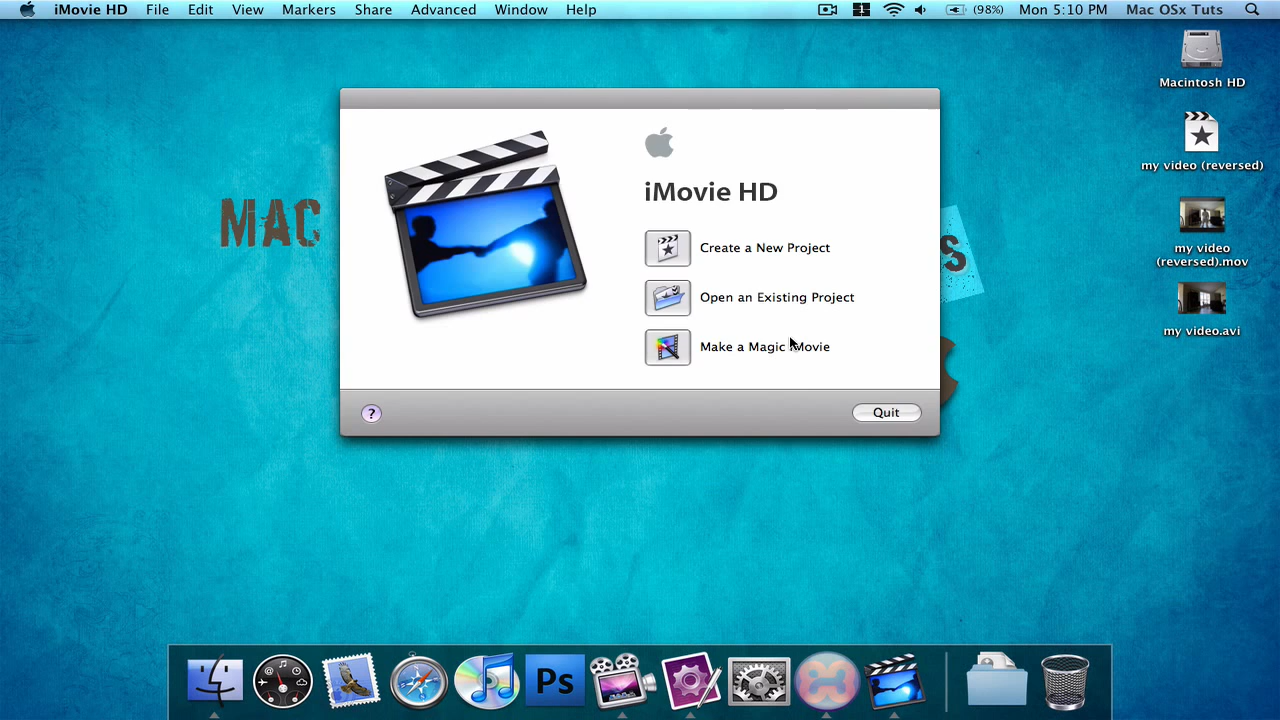 iMovie HD File Edit View Markers Share Advanced Window Help (98%) Mon 5:10 PM Mac OSx Tuts
Macintosh HD
my video (reversed)
my video
(reversed).mov
my video.avi
MAC
S
iMovie HD
Create a New Project
Open an Existing Project
Make a Magic iMovie
?
Quit
Ps